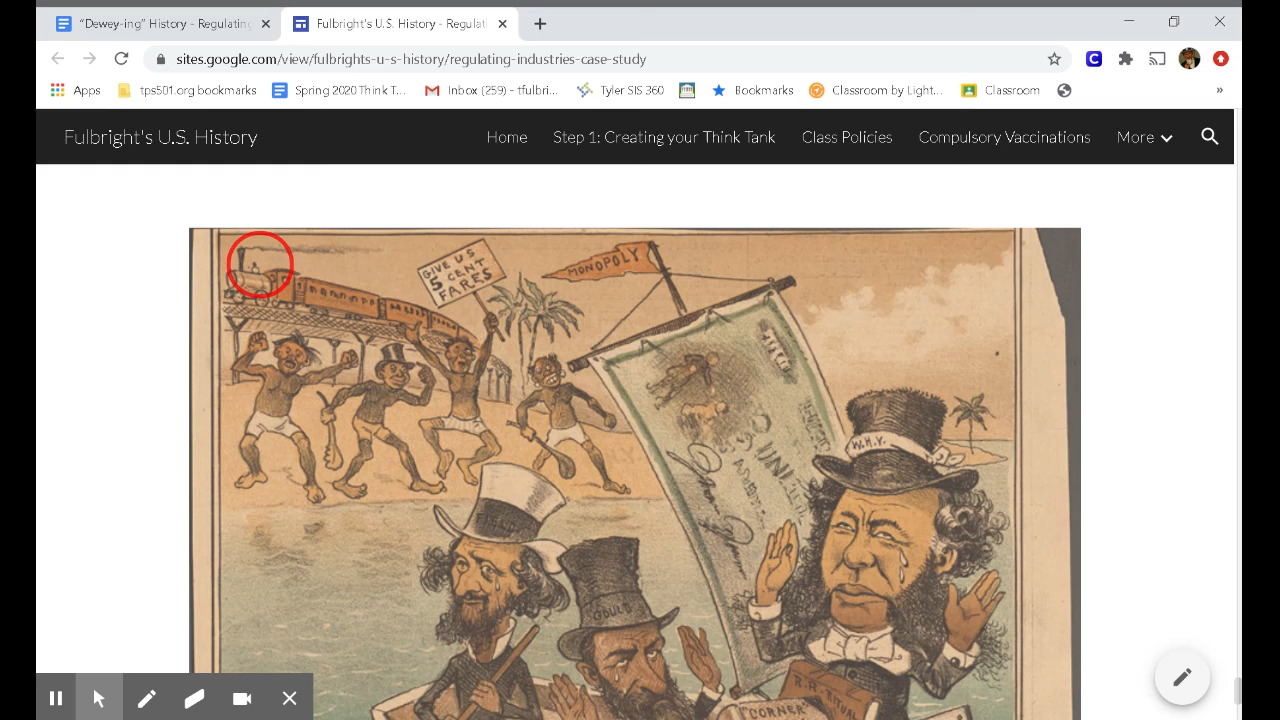 “Dewey-ing” History - Regulating
Fulbright's U.S. History - Regulati
sites.google.com/view/fulbrights-u-s-history/regulating-industries-case-study
Apps
tps501.org bookmarks
Spring 2020 Think T...
Inbox (259) - tfulbri...
Tyler SIS 360
Bookmarks
Classroom by Light...
Classroom
»
Fulbright's U.S. History
Home
Step 1: Creating your Think Tank
Class Policies
Compulsory Vaccinations
More
GIVE US
5 CENT
FARES
MONOPOLY
W.H.V.
FIELD
GOULD
"CORNER"